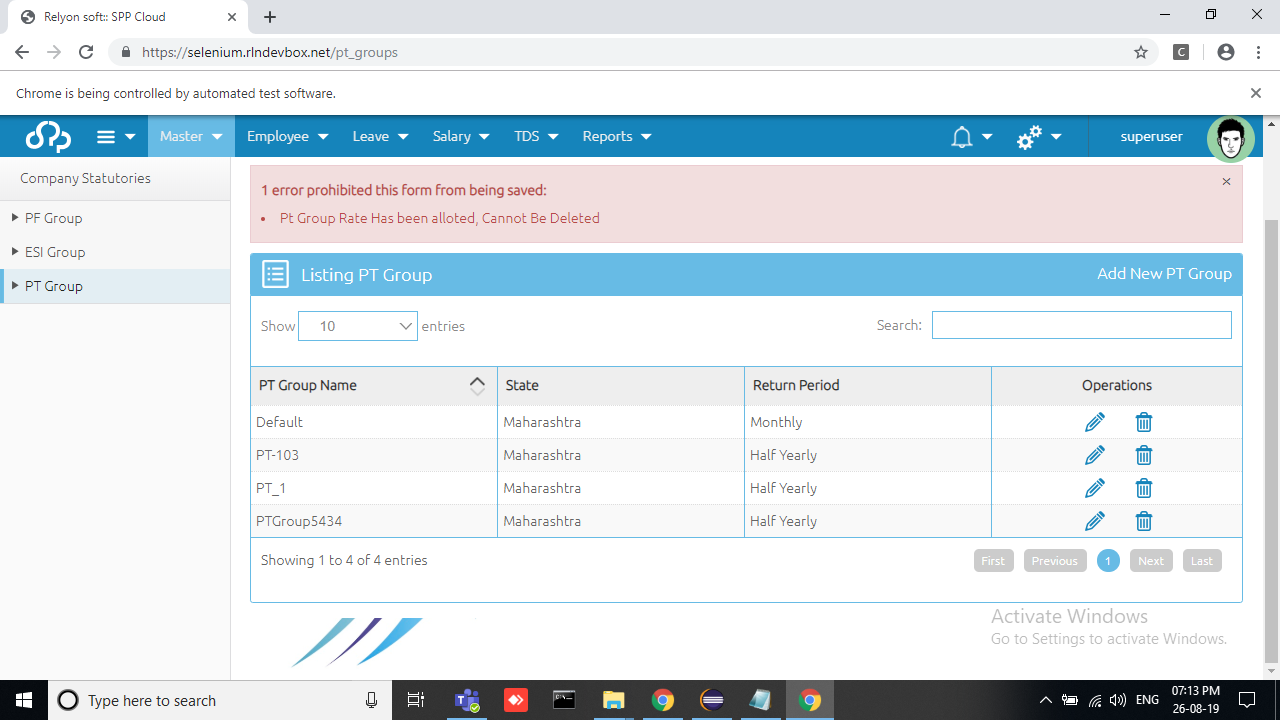 Relyon soft:: SPP Cloud
https://selenium.rlndevbox.net/pt_groups
C
Chrome is being controlled by automated test software.
Master Employee Leave Salary TDS Reports superuser
Company Statutories
PF Group
ESI Group
PT Group
1 error prohibited this form from being saved:
Pt Group Rate Has been alloted, Cannot Be Deleted
Listing PT Group Add New PT Group
Show 10 entries Search:
PT Group Name State Return Period Operations
Default Maharashtra Monthly
PT-103 Maharashtra Half Yearly
PT_1 Maharashtra Half Yearly
PTGroup5434 Maharashtra Half Yearly
Showing 1 to 4 of 4 entries First Previous 1 Next Last
Activate Windows
Go to Settings to activate Windows.
Type here to search ENG 07:13 PM
26-08-19